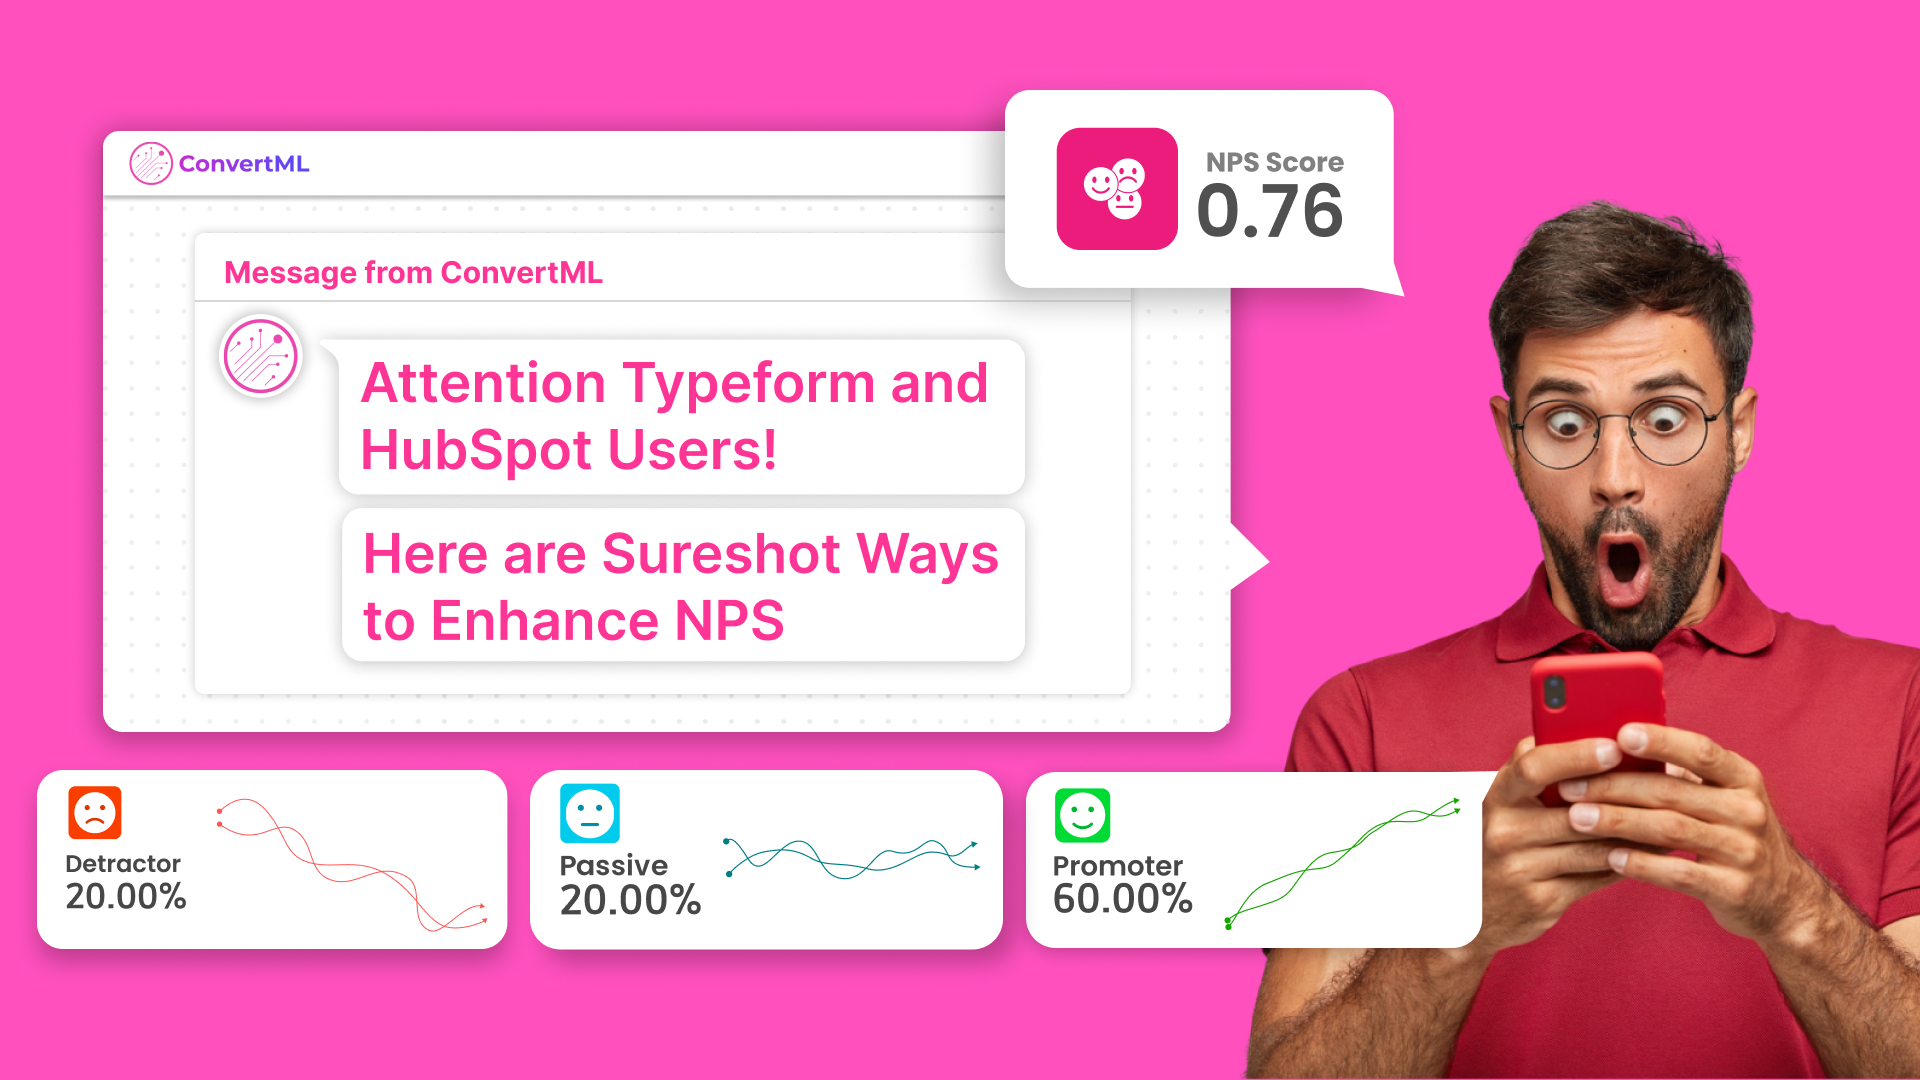 ConvertML
NPS Score
0.76
Message from ConvertML
Attention Typeform and
HubSpot Users!
Here are Sureshot Ways
to Enhance NPS
Detractor
20.00%
Passive
20.00%
Promoter
60.00%